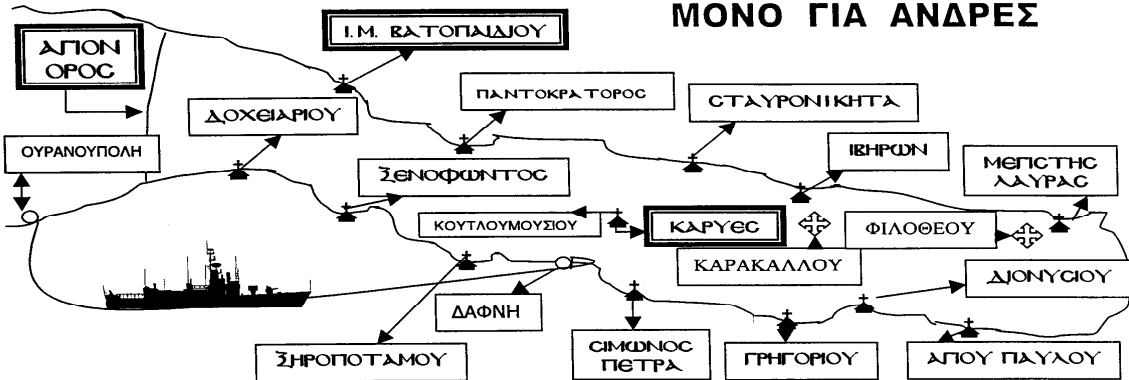 ΜΟΝΟ ΓΙΑ ΑΝΔΡΕΣ
ΑΓΙΟΝ
ΟΡΟΣ
Ι.Μ. ΒΑΤΟΠΑΙΔΙΟΥ
ΠΑΝΤΟΚΡΑΤΟΡΟΣ
ΣΤΑΥΡΟΝΙΚΗΤΑ
ΔΟΧΕΙΑΡΙΟΥ
ΟΥΡΑΝΟΥΠΟΛΗ
ΙΒΗΡΩΝ
ΜΕΓΙΣΤΗΣ
ΛΑΥΡΑΣ
ΞΕΝΟΦΩΝΤΟΣ
ΚΟΥΤΛΟΥΜΟΥΣΙΟΥ
ΚΑΡΥΕΣ
ΦΙΛΟΘΕΟΥ
ΚΑΡΑΚΑΛΛΟΥ
ΔΙΟΝΥΣΙΟΥ
ΔΑΦΝΗ
ΞΗΡΟΠΟΤΑΜΟΥ
ΣΙΜΩΝΟΣ
ΠΕΤΡΑ
ΓΡΗΓΟΡΙΟΥ
ΑΓΙΟΥ ΠΑΥΛΟΥ